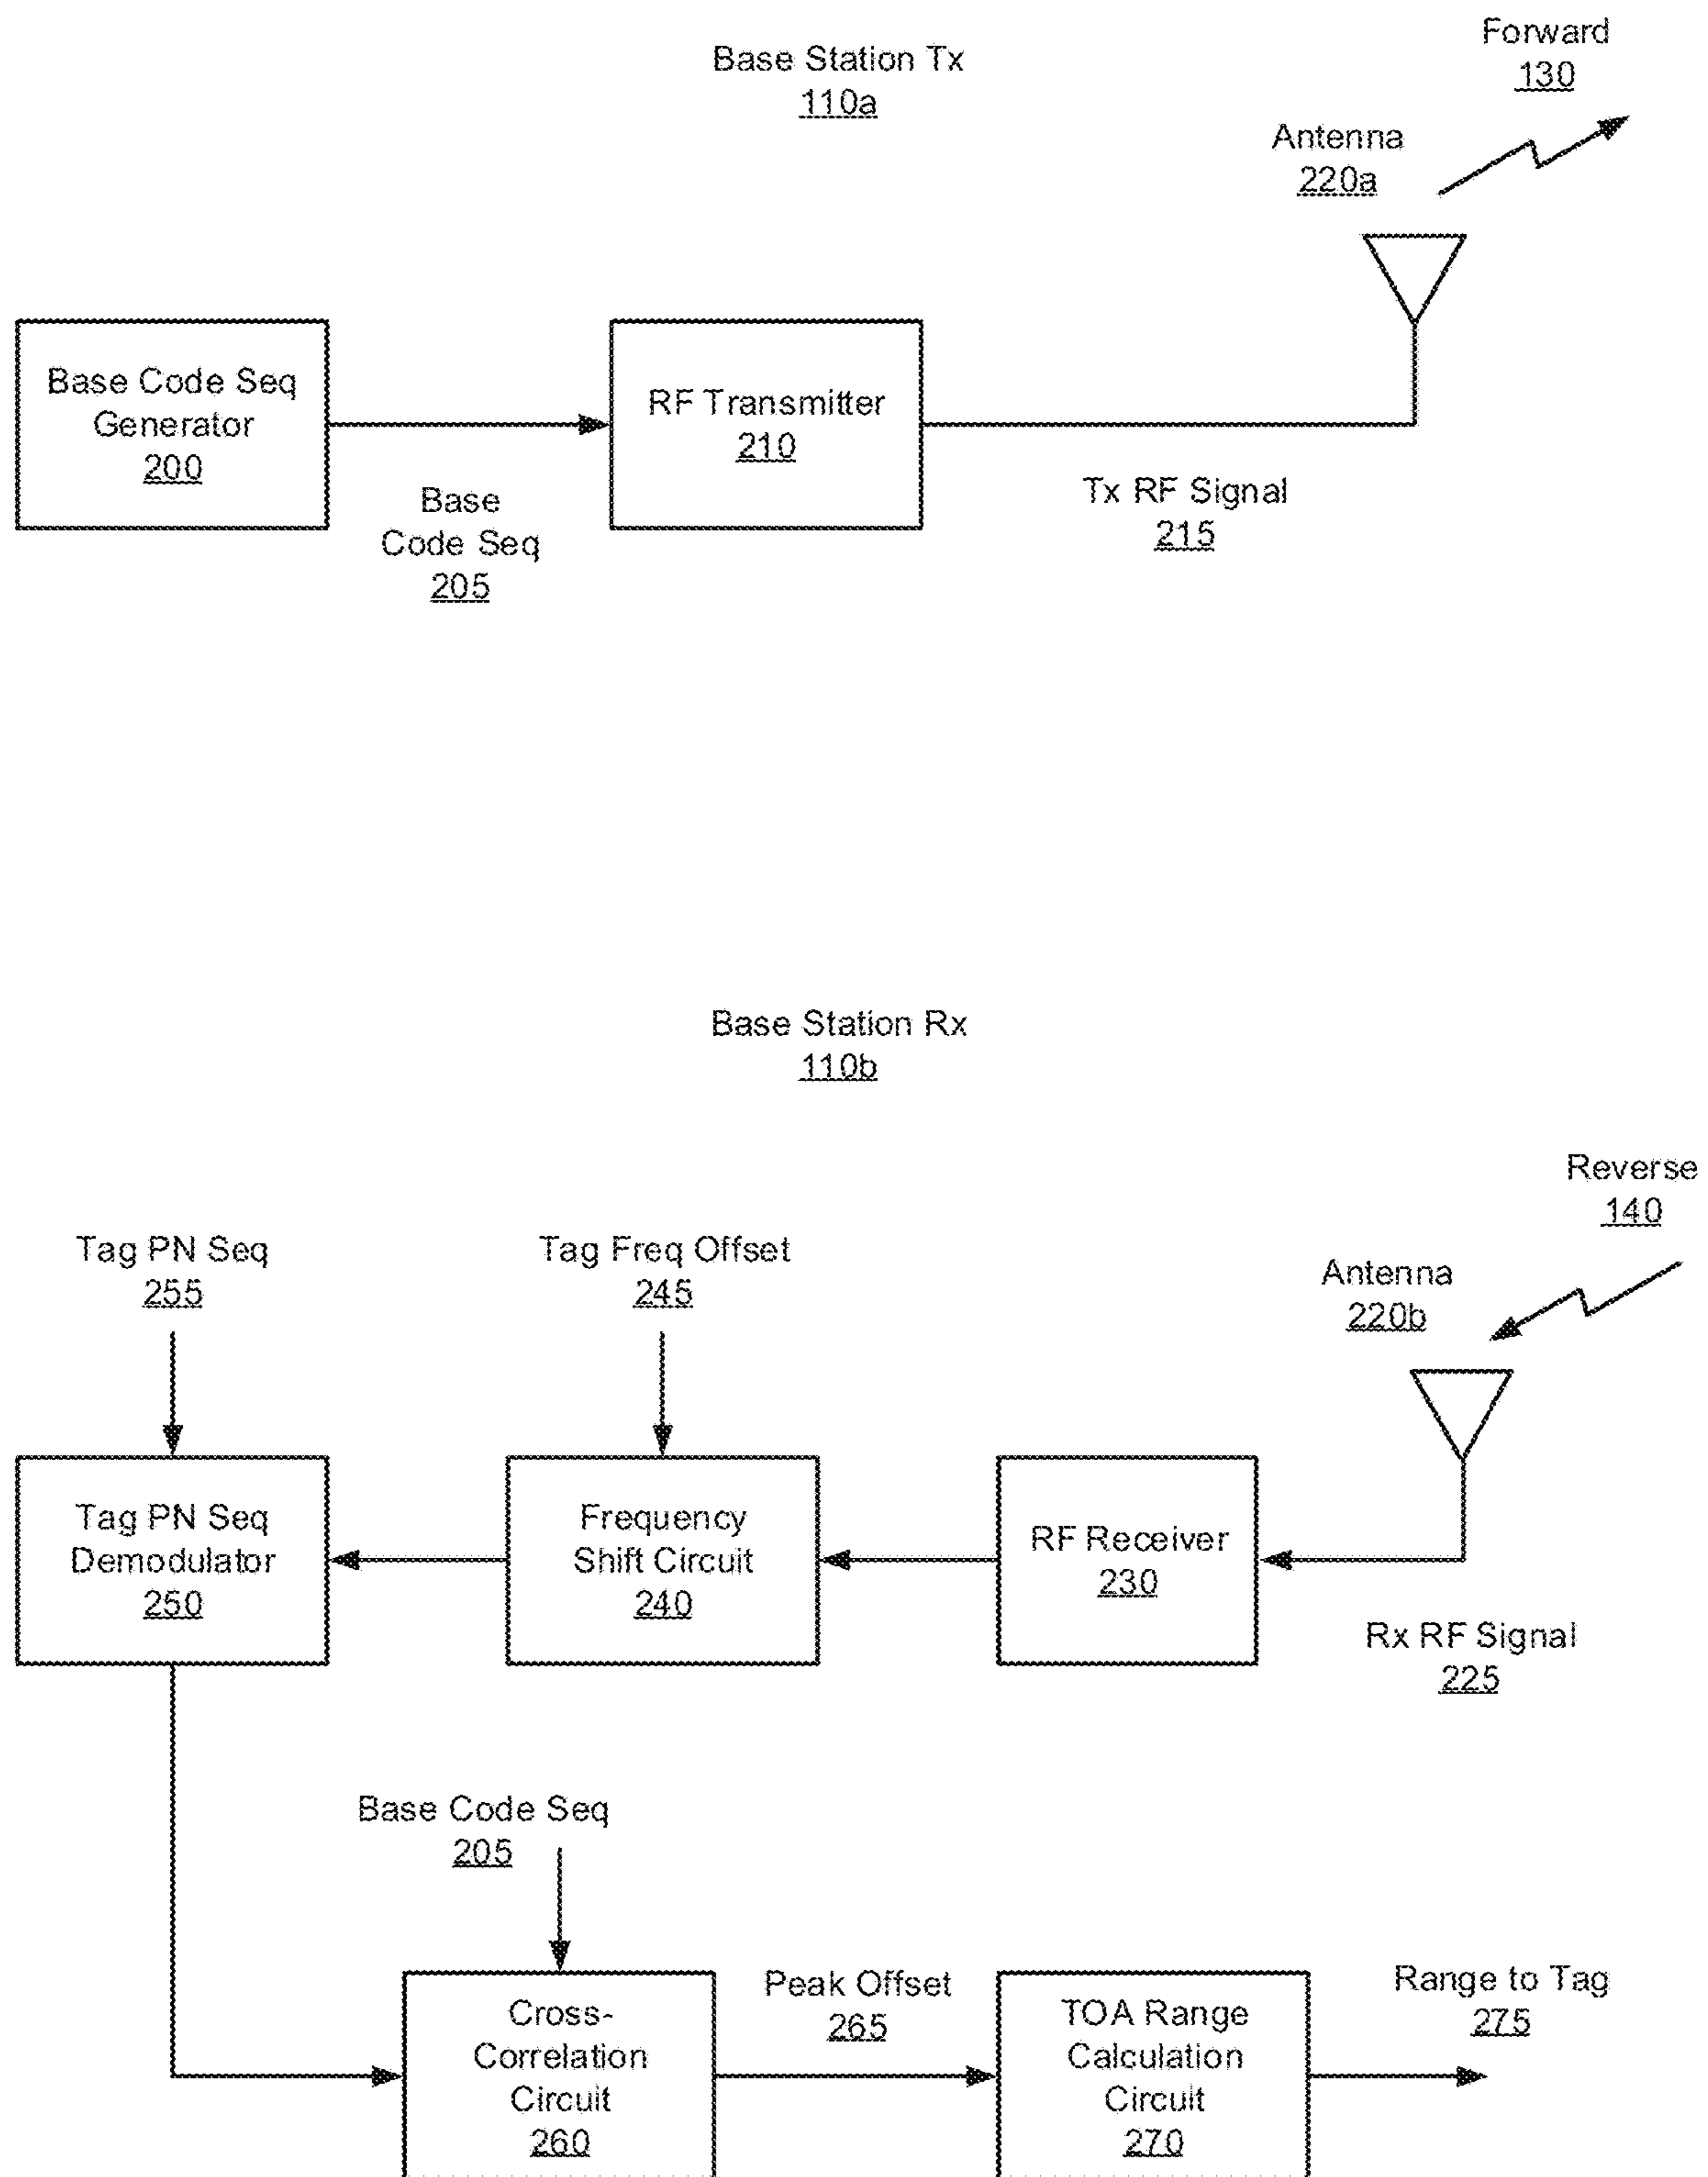 Base Station Tx
110a
Forward
130
Antenna
220a
Base Code Seq
Generator
200
Base
Code Seq
205
RF Transmitter
210
Tx RF Signal
215
Base Station Rx
110b
Reverse
140
Antenna
220b
Tag PN Seq
255
Tag Freq Offset
245
Tag PN Seq
Demodulator
250
Frequency
Shift Circuit
240
RF Receiver
230
Rx RF Signal
225
Base Code Seq
205
Cross-
Correlation
Circuit
260
Peak Offset
265
TOA Range
Calculation
Circuit
270
Range to Tag
275